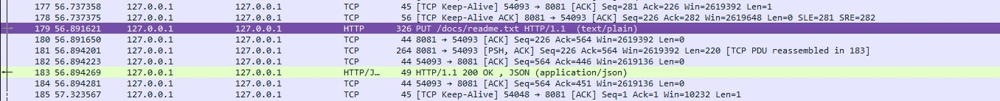 177 56.737358 127.0.0.1 127.0.0.1 TCP 45 [TCP Keep-Alive] 54093 → 8081 [ACK] Seq=281 Ack=226 Win=2619392 Len=1
178 56.737375 127.0.0.1 127.0.0.1 TCP 56 [TCP Keep-Alive ACK] 8081 → 54093 [ACK] Seq=226 Ack=282 Win=2619648 Len=0 SLE=281 SRE=282
179 56.891621 127.0.0.1 127.0.0.1 HTTP 326 PUT /docs/readme.txt HTTP/1.1 (text/plain)
180 56.891650 127.0.0.1 127.0.0.1 TCP 44 8081 → 54093 [ACK] Seq=226 Ack=564 Win=2619392 Len=0
181 56.894201 127.0.0.1 127.0.0.1 TCP 264 8081 → 54093 [PSH, ACK] Seq=226 Ack=564 Win=2619392 Len=220 [TCP PDU reassembled in 183]
182 56.894223 127.0.0.1 127.0.0.1 TCP 44 54093 → 8081 [ACK] Seq=564 Ack=446 Win=2619136 Len=0
183 56.894269 127.0.0.1 127.0.0.1 HTTP/J… 49 HTTP/1.1 200 OK , JSON (application/json)
184 56.894281 127.0.0.1 127.0.0.1 TCP 44 54093 → 8081 [ACK] Seq=564 Ack=451 Win=2619136 Len=0
185 57.323567 127.0.0.1 127.0.0.1 TCP 45 [TCP Keep-Alive] 54048 → 8081 [ACK] Seq=1 Ack=1 Win=10232 Len=1